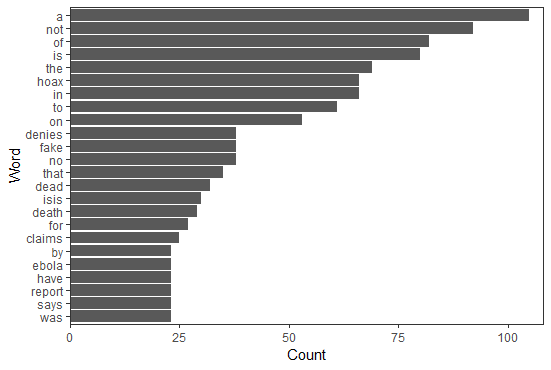 a
not
of
is
the
hoax
in
to
on
denies
fake
no
that
dead
isis
death
for
claims
by
ebola
have
report
says
was
Word
0 25 50 75 100
Count